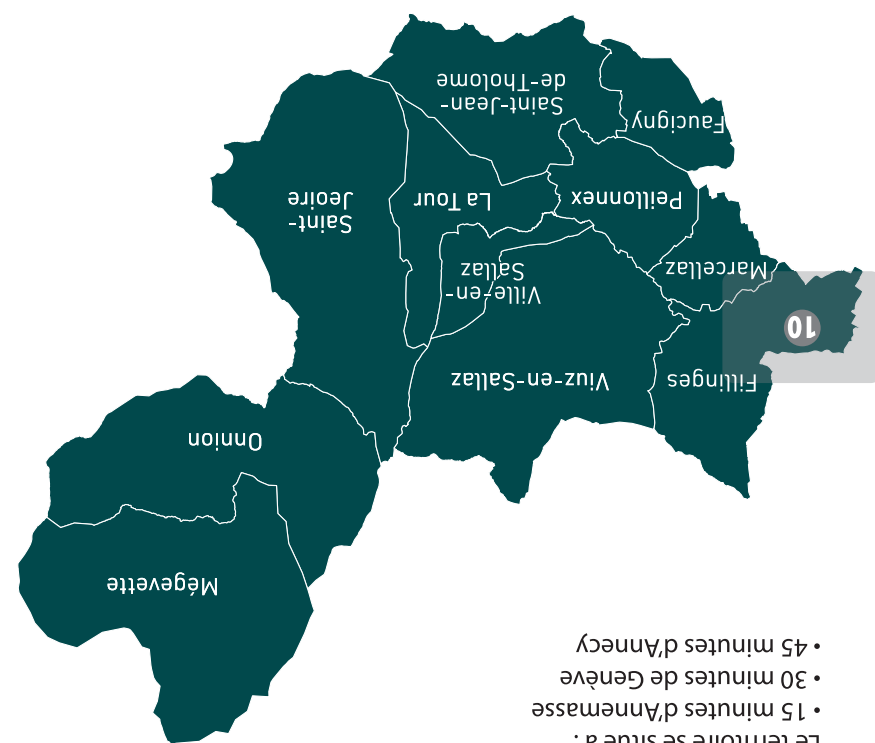 Le territoire se situe à :
• 15 minutes d'Annemasse
• 30 minutes de Genève
• 45 minutes d'Annecy
Mégevette
Onnion
Viuz-en-Sallaz
Fillinges
10
Ville-en-
Sallaz
Marcellaz
Saint-
Jeoire
La Tour
Peillonnex
Faucigny
Saint-Jean-
de-Tholome